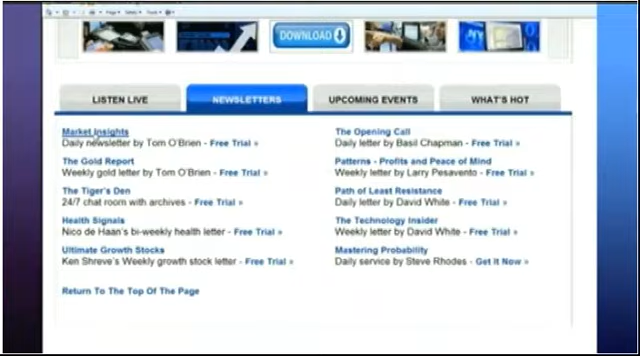 Page
Safety
Tools
NY
DOWNLOAD
LISTEN LIVE
NEWSLETTERS
UPCOMING EVENTS
WHAT'S HOT
Market Insights
Daily newsletter by Tom O'Brien - Free Trial »
The Gold Report
Weekly gold letter by Tom O'Brien - Free Trial »
The Tiger's Den
24/7 chat room with archives - Free Trial »
Health Signals
Nico de Haan's bi-weekly health letter - Free Trial »
Ultimate Growth Stocks
Ken Shreve's Weekly growth stock letter - Free Trial »
Return To The Top Of The Page
The Opening Call
Daily letter by Basil Chapman - Free Trial »
Patterns - Profits and Peace of Mind
Weekly letter by Larry Pesavento - Free Trial »
Path of Least Resistance
Daily letter by David White - Free Trial »
The Technology Insider
Weekly letter by David White - Free Trial »
Mastering Probability
Daily service by Steve Rhodes - Get It Now »